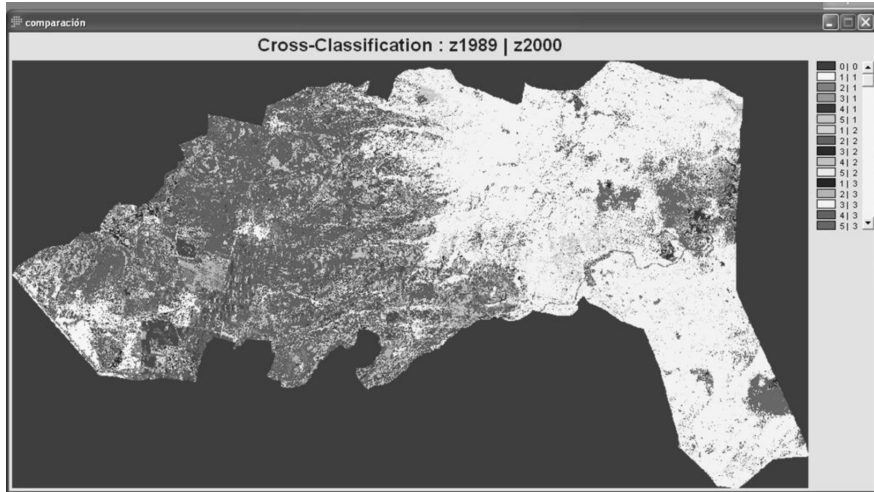 comparación
Cross-Classification : z1989 | z2000
0 | 0
1 | 1
2 | 1
3 | 1
4 | 1
5 | 1
1 | 2
2 | 2
3 | 2
4 | 2
5 | 2
1 | 3
2 | 3
3 | 3
4 | 3
5 | 3